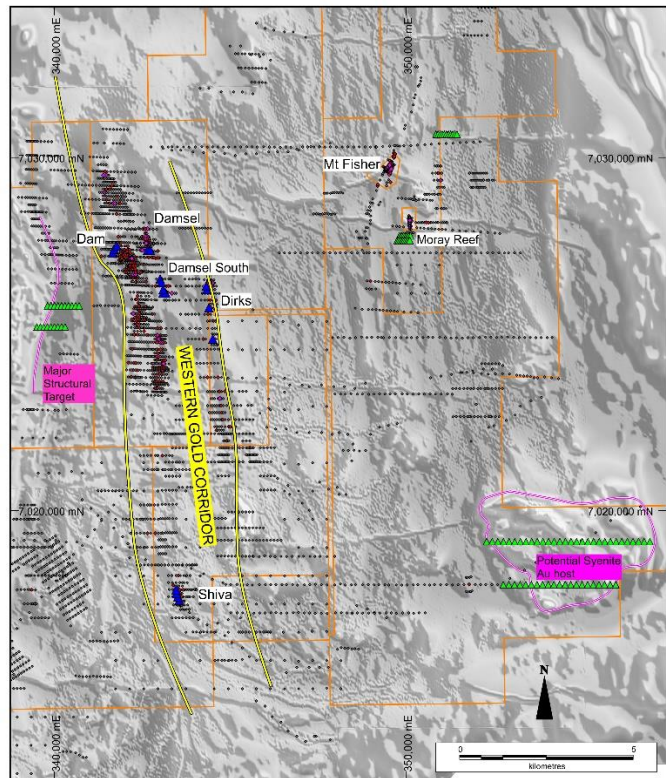 340,000 mE
350,000 mE
7,030,000 mN
7,030,000 mN
Mt Fisher
Damsel
Dam
Moray Reef
Damsel South
Dirks
Major
Structural
Target
WESTERN GOLD CORRIDOR
7,020,000 mN
7,020,000 mN
Potential Syenite
Au host
Shiva
N
0
5
kilometres
340,000 mE
350,000 mE